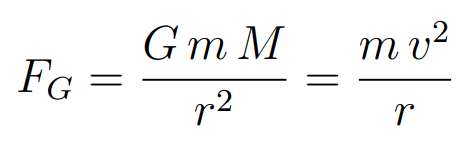 F_G = \frac{G m M}{r^2} = \frac{m v^2}{r}